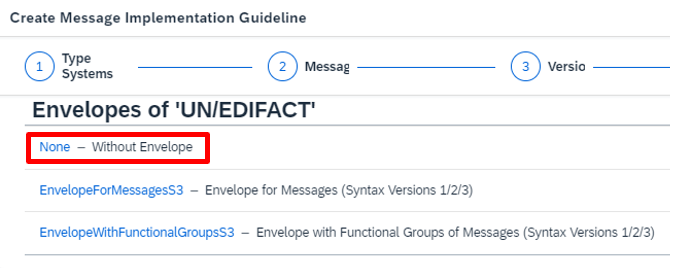 Create Message Implementation Guideline
1 Type Systems 2 Messag 3 Versio
Envelopes of 'UN/EDIFACT'
None – Without Envelope
EnvelopeForMessagesS3 – Envelope for Messages (Syntax Versions 1/2/3)
EnvelopeWithFunctionalGroupsS3 – Envelope with Functional Groups of Messages (Syntax Versions 1/2/3)